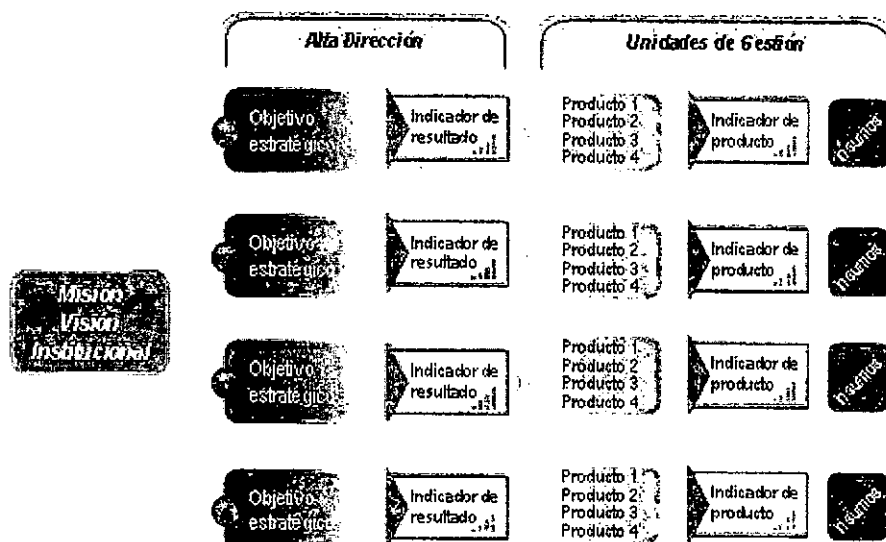 Alta Dirección
Unidades de Gestión
Objetivo
estratégico
Indicador de
resultado
Producto 1
Producto 2
Producto 3
Producto 4
Indicador de
producto
Insumos
Objetivo
estratégico
Indicador de
resultado
Producto 1
Producto 2
Producto 3
Producto 4
Indicador de
producto
Insumos
Misión
Visión
Institucional
Objetivo
estratégico
Indicador de
resultado
Producto 1
Producto 2
Producto 3
Producto 4
Indicador de
producto
Insumos
Objetivo
estratégico
Indicador de
resultado
Producto 1
Producto 2
Producto 3
Producto 4
Indicador de
producto
Insumos